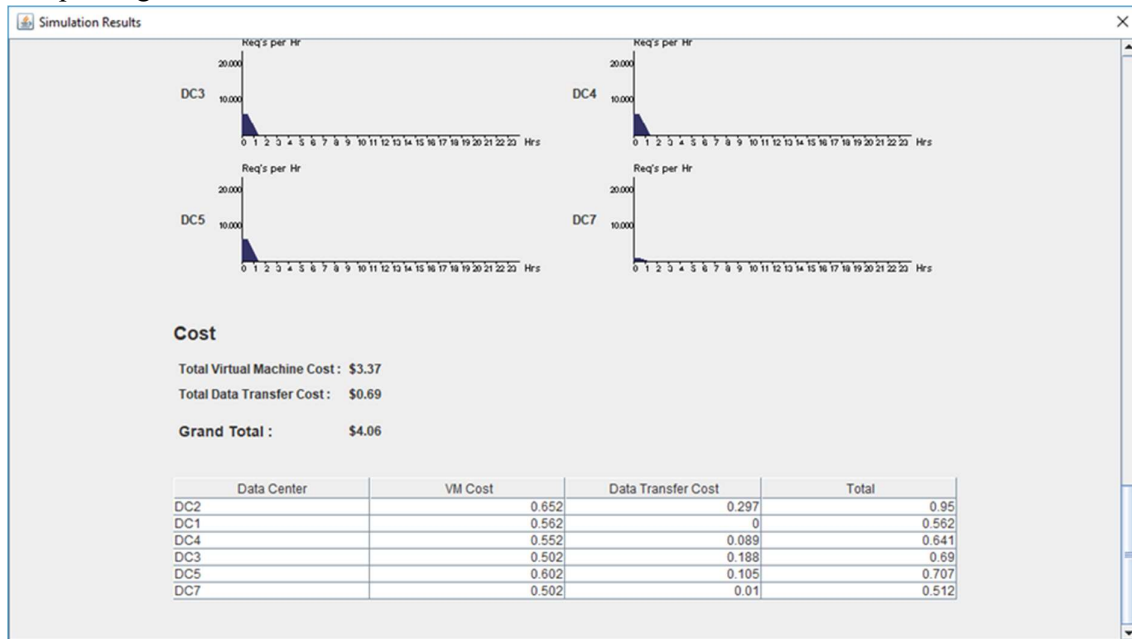 Simulation Results
Req's per Hr
20.000
DC3
10.000
0 1 2 3 4 5 6 7 8 9 10 11 12 13 14 15 16 17 18 19 20 21 22 23 Hrs
Req's per Hr
20.000
DC4
10.000
0 1 2 3 4 5 6 7 8 9 10 11 12 13 14 15 16 17 18 19 20 21 22 23 Hrs
Req's per Hr
20.000
DC5
10.000
0 1 2 3 4 5 6 7 8 9 10 11 12 13 14 15 16 17 18 19 20 21 22 23 Hrs
Req's per Hr
20.000
DC7
10.000
0 1 2 3 4 5 6 7 8 9 10 11 12 13 14 15 16 17 18 19 20 21 22 23 Hrs
Cost
Total Virtual Machine Cost : $3.37
Total Data Transfer Cost : $0.69
Grand Total : $4.06
Data Center VM Cost Data Transfer Cost Total
DC2 0.652 0.297 0.95
DC1 0.562 0 0.562
DC4 0.552 0.089 0.641
DC3 0.502 0.188 0.69
DC5 0.602 0.105 0.707
DC7 0.502 0.01 0.512